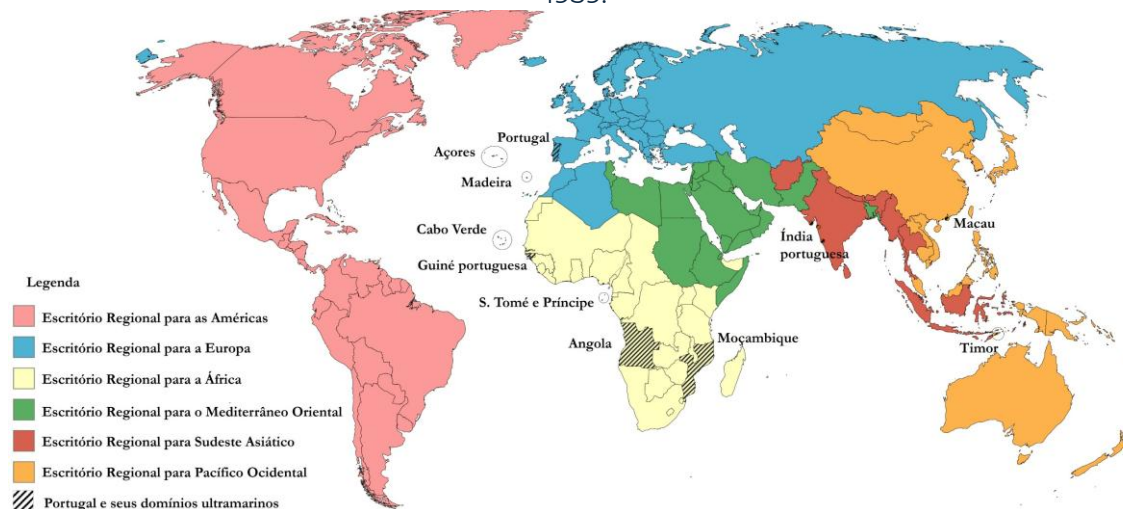 Portugal
Açores
Madeira
Cabo Verde
Guiné portuguesa
S. Tomé e Príncipe
Angola
Moçambique
Índia
portuguesa
Macau
Timor
Legenda
Escritório Regional para as Américas
Escritório Regional para a Europa
Escritório Regional para a África
Escritório Regional para o Mediterrâneo Oriental
Escritório Regional para Sudeste Asiático
Escritório Regional para Pacífico Ocidental
Portugal e seus domínios ultramarinos